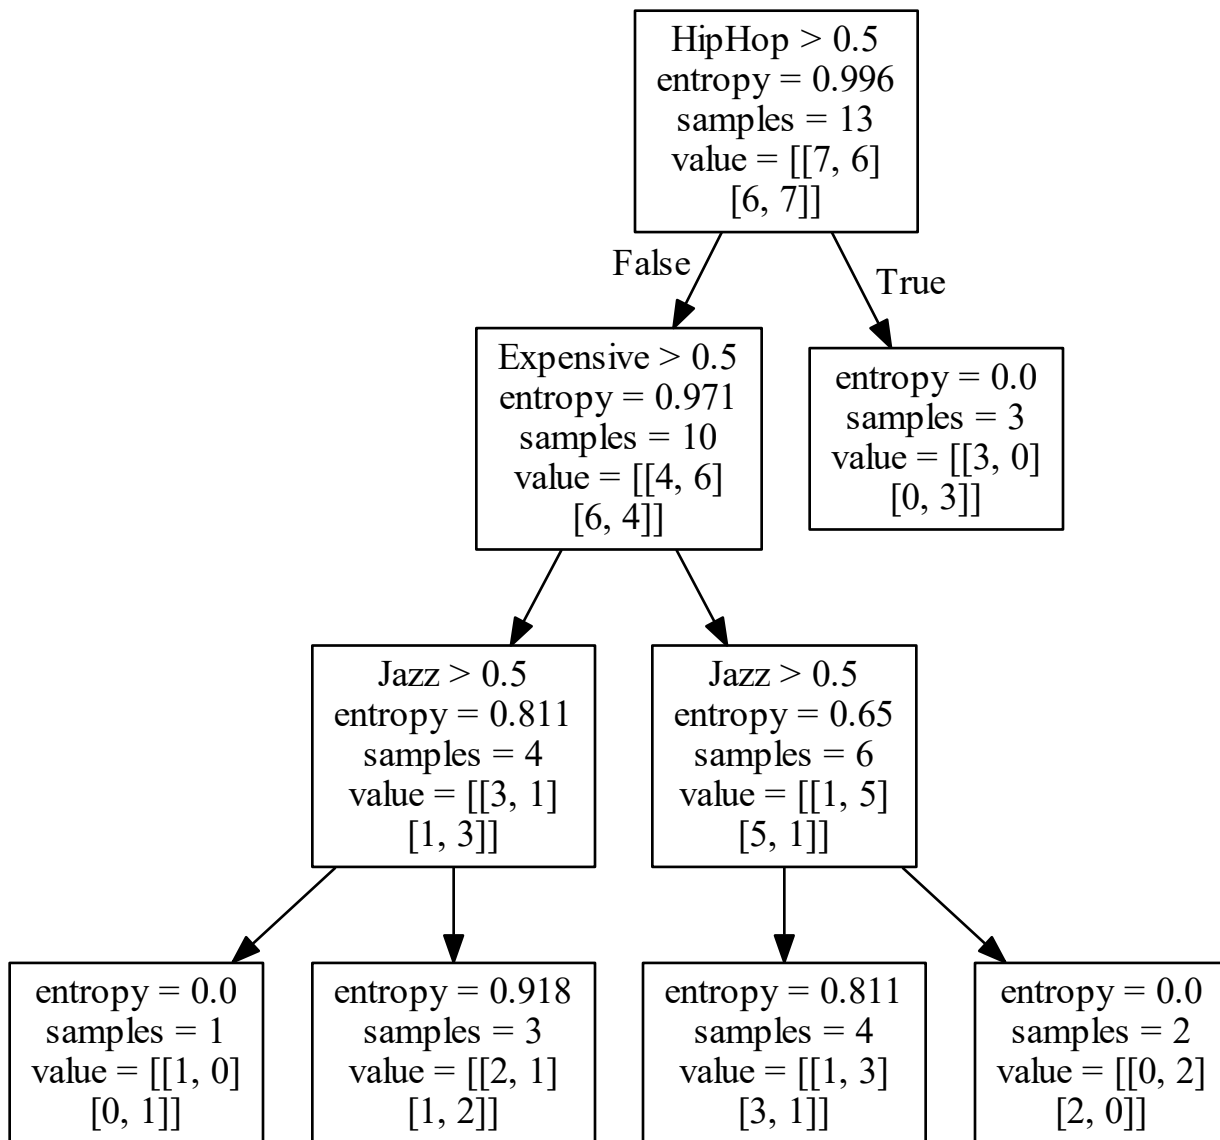 HipHop > 0.5
entropy = 0.996
samples = 13
value = [[7, 6]
[6, 7]]
False
True
Expensive > 0.5
entropy = 0.971
samples = 10
value = [[4, 6]
[6, 4]]
entropy = 0.0
samples = 3
value = [[3, 0]
[0, 3]]
Jazz > 0.5
entropy = 0.811
samples = 4
value = [[3, 1]
[1, 3]]
Jazz > 0.5
entropy = 0.65
samples = 6
value = [[1, 5]
[5, 1]]
entropy = 0.0
samples = 1
value = [[1, 0]
[0, 1]]
entropy = 0.918
samples = 3
value = [[2, 1]
[1, 2]]
entropy = 0.811
samples = 4
value = [[1, 3]
[3, 1]]
entropy = 0.0
samples = 2
value = [[0, 2]
[2, 0]]